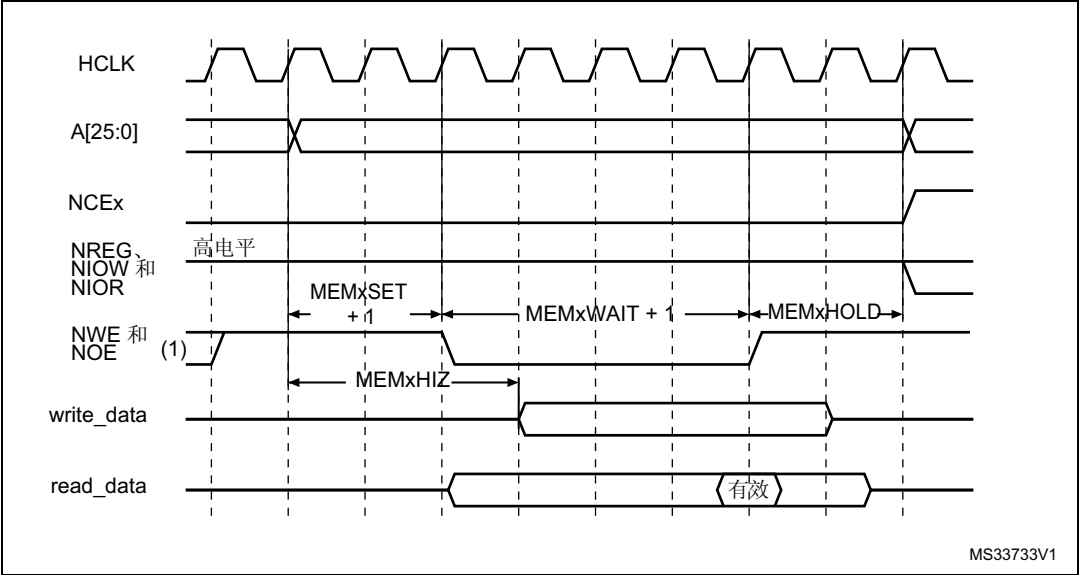 HCLK
A[25:0]
NCEx
NREG、
NIOW 和
NIOR
高电平
MEMxSET
+ 1
MEMxWAIT + 1
MEMxHOLD
NWE 和
NOE (1)
MEMxHIZ
write_data
read_data
有效
MS33733V1